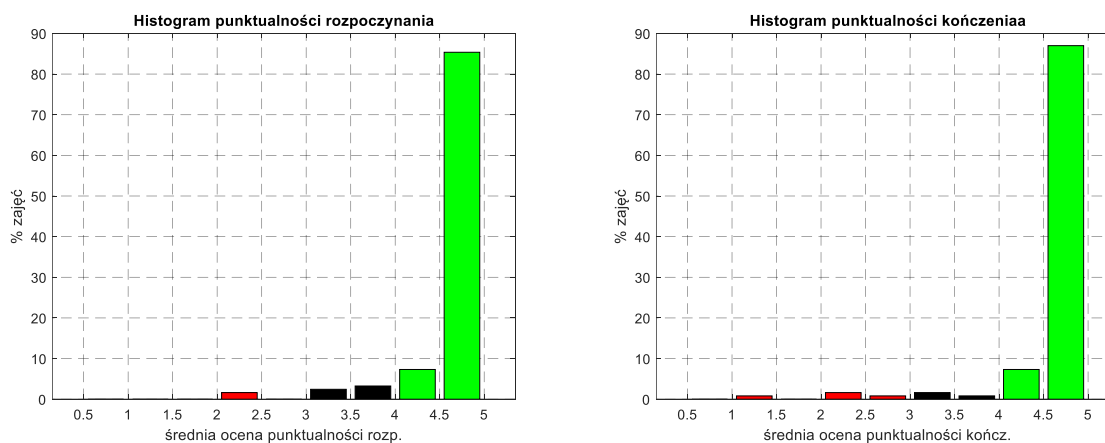 Histogram punktualności rozpoczynania
90
80
70
60
50
40
30
20
10
0
% zajęć
0.5 1 1.5 2 2.5 3 3.5 4 4.5 5
średnia ocena punktualności rozp.
Histogram punktualności kończeniaa
90
80
70
60
50
40
30
20
10
0
% zajęć
0.5 1 1.5 2 2.5 3 3.5 4 4.5 5
średnia ocena punktualności kończ.